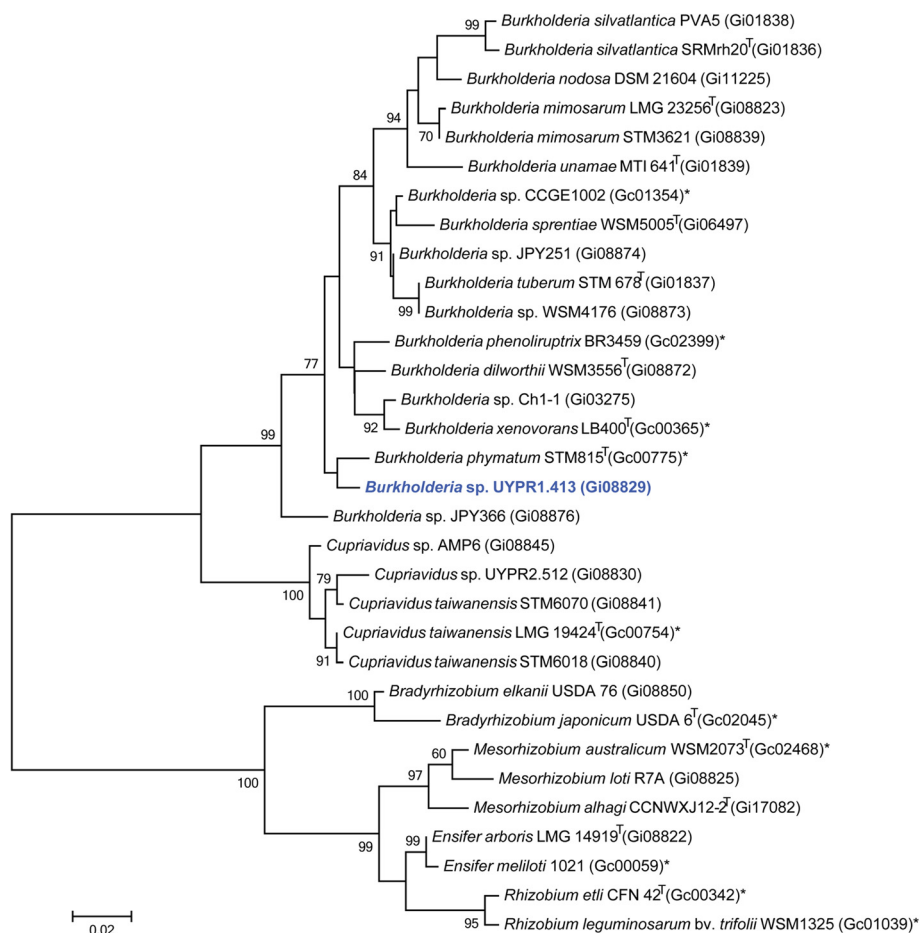 99
Burkholderia silvatlantica PVA5 (Gi01838)
Burkholderia silvatlantica SRMrh20T(Gi01836)
Burkholderia nodosa DSM 21604 (Gi11225)
94
Burkholderia mimosarum LMG 23256T(Gi08823)
70
Burkholderia mimosarum STM3621 (Gi08839)
Burkholderia unamae MTI 641T(Gi01839)
84
Burkholderia sp. CCGE1002 (Gc01354)*
Burkholderia sprentiae WSM5005T(Gi06497)
91
Burkholderia sp. JPY251 (Gi08874)
Burkholderia tuberum STM 678T(Gi01837)
99
Burkholderia sp. WSM4176 (Gi08873)
Burkholderia phenoliruptrix BR3459 (Gc02399)*
77
Burkholderia dilworthii WSM3556T(Gi08872)
Burkholderia sp. Ch1-1 (Gi03275)
92
Burkholderia xenovorans LB400T(Gc00365)*
99
Burkholderia phymatum STM815T(Gc00775)*
Burkholderia sp. UYPR1.413 (Gi08829)
Burkholderia sp. JPY366 (Gi08876)
Cupriavidus sp. AMP6 (Gi08845)
79
Cupriavidus sp. UYPR2.512 (Gi08830)
100
Cupriavidus taiwanensis STM6070 (Gi08841)
Cupriavidus taiwanensis LMG 19424T(Gc00754)*
91
Cupriavidus taiwanensis STM6018 (Gi08840)
100
Bradyrhizobium elkanii USDA 76 (Gi08850)
Bradyrhizobium japonicum USDA 6T(Gc02045)*
60
Mesorhizobium australicum WSM2073T(Gc02468)*
100
97
Mesorhizobium loti R7A (Gi08825)
Mesorhizobium alhagi CCNWXJ12-2T(Gi17082)
99
99
Ensifer arboris LMG 14919T(Gi08822)
Ensifer meliloti 1021 (Gc00059)*
Rhizobium etli CFN 42T(Gc00342)*
95
Rhizobium leguminosarum bv. trifolii WSM1325 (Gc01039)*
0.02